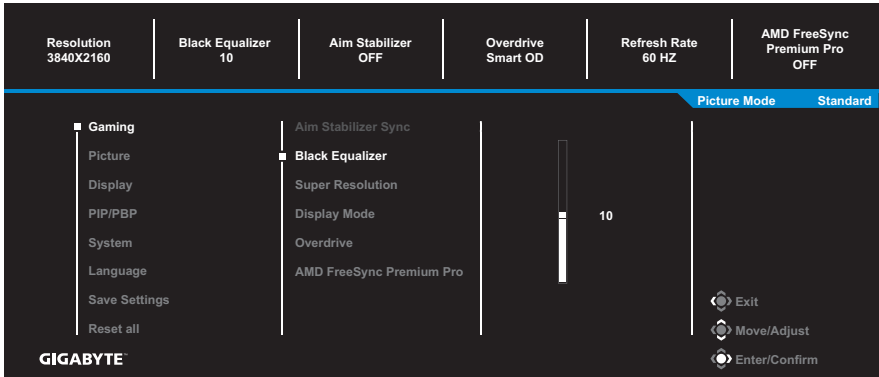 Resolution
3840X2160
Black Equalizer
10
Aim Stabilizer
OFF
Overdrive
Smart OD
Refresh Rate
60 HZ
AMD FreeSync
Premium Pro
OFF
Picture Mode Standard
Gaming
Picture
Display
PIP/PBP
System
Language
Save Settings
Reset all
Aim Stabilizer Sync
Black Equalizer
Super Resolution
Display Mode
Overdrive
AMD FreeSync Premium Pro
10
Exit
Move/Adjust
Enter/Confirm
GIGABYTE™